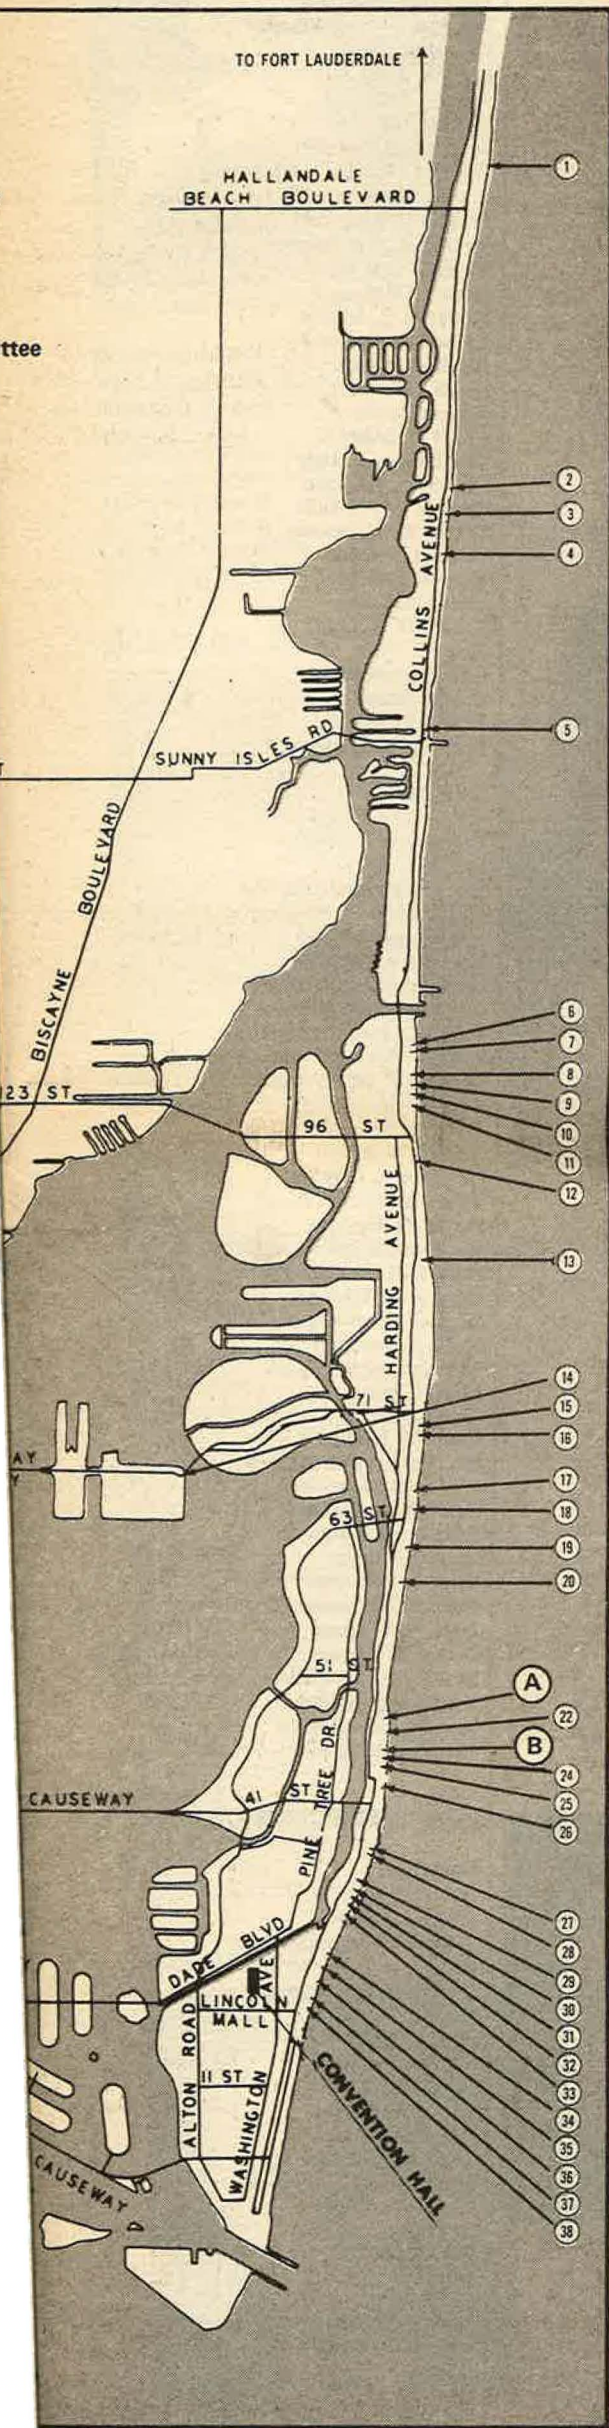 TO FORT LAUDERDALE
1
HALLANDALE
BEACH BOULEVARD
ttee
2
3
4
COLLINS AVENUE
5
SUNNY ISLES RD
T
BISCAYNE BOULEVARD
6
7
8
9
10
11
12
123 ST
96 ST
HARDING AVENUE
13
14
71 ST
15
16
AY
Y
17
18
63 ST
19
20
51 ST
A
22
B
24
25
26
CAUSEWAY
41 ST
PINE TREE DR
27
28
29
30
31
32
33
34
35
36
37
38
DADE BLVD
LINCOLN
MALL
ALTON ROAD
11 ST
WASHINGTON AVE
CONVENTION HALL
CAUSEWAY